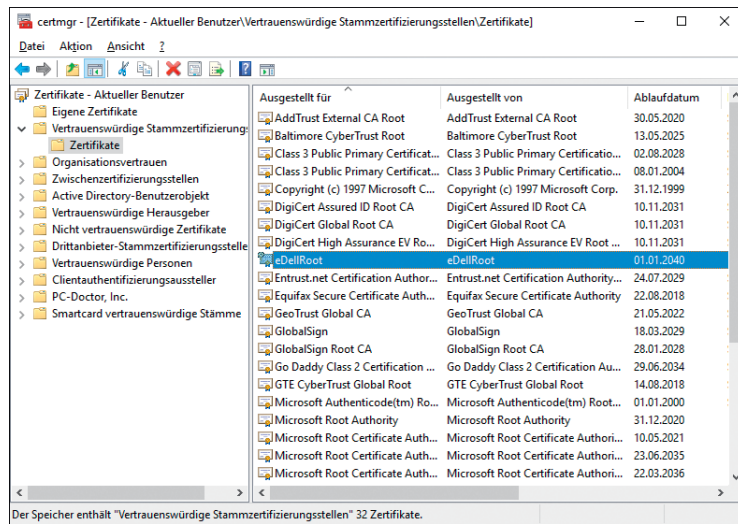 certmgr - [Zertifikate - Aktueller Benutzer\Vertrauenswürdige Stammzertifizierungsstellen\Zertifikate]
Datei Aktion Ansicht ?
Zertifikate - Aktueller Benutzer
Eigene Zertifikate
Vertrauenswürdige Stammzertifizierung:
Zertifikate
Organisationsvertrauen
Zwischenzertifizierungsstellen
Active Directory-Benutzerobjekt
Vertrauenswürdige Herausgeber
Nicht vertrauenswürdige Zertifikate
Drittanbieter-Stammzertifizierungsstelle
Vertrauenswürdige Personen
Clientauthentifizierungsaussteller
PC-Doctor, Inc.
Smartcard vertrauenswürdige Stämme
Ausgestellt für Ausgestellt von Ablaufdatum
AddTrust External CA Root AddTrust External CA Root 30.05.2020
Baltimore CyberTrust Root Baltimore CyberTrust Root 13.05.2025
Class 3 Public Primary Certificat... Class 3 Public Primary Certificatio... 02.08.2028
Class 3 Public Primary Certificat... Class 3 Public Primary Certificatio... 08.01.2004
Copyright (c) 1997 Microsoft C... Copyright (c) 1997 Microsoft Corp. 31.12.1999
DigiCert Assured ID Root CA DigiCert Assured ID Root CA 10.11.2031
DigiCert Global Root CA DigiCert Global Root CA 10.11.2031
DigiCert High Assurance EV Ro... DigiCert High Assurance EV Root ... 10.11.2031
eDellRoot eDellRoot 01.01.2040
Entrust.net Certification Author... Entrust.net Certification Authority... 24.07.2029
Equifax Secure Certificate Auth... Equifax Secure Certificate Authority 22.08.2018
GeoTrust Global CA GeoTrust Global CA 21.05.2022
GlobalSign GlobalSign 18.03.2029
GlobalSign Root CA GlobalSign Root CA 28.01.2028
Go Daddy Class 2 Certification ... Go Daddy Class 2 Certification Au... 29.06.2034
GTE CyberTrust Global Root GTE CyberTrust Global Root 14.08.2018
Microsoft Authenticode(tm) Ro... Microsoft Authenticode(tm) Root... 01.01.2000
Microsoft Root Authority Microsoft Root Authority 31.12.2020
Microsoft Root Certificate Auth... Microsoft Root Certificate Authori... 10.05.2021
Microsoft Root Certificate Auth... Microsoft Root Certificate Authori... 23.06.2035
Microsoft Root Certificate Auth... Microsoft Root Certificate Authori... 22.03.2036
Der Speicher enthält "Vertrauenswürdige Stammzertifizierungsstellen" 32 Zertifikate.